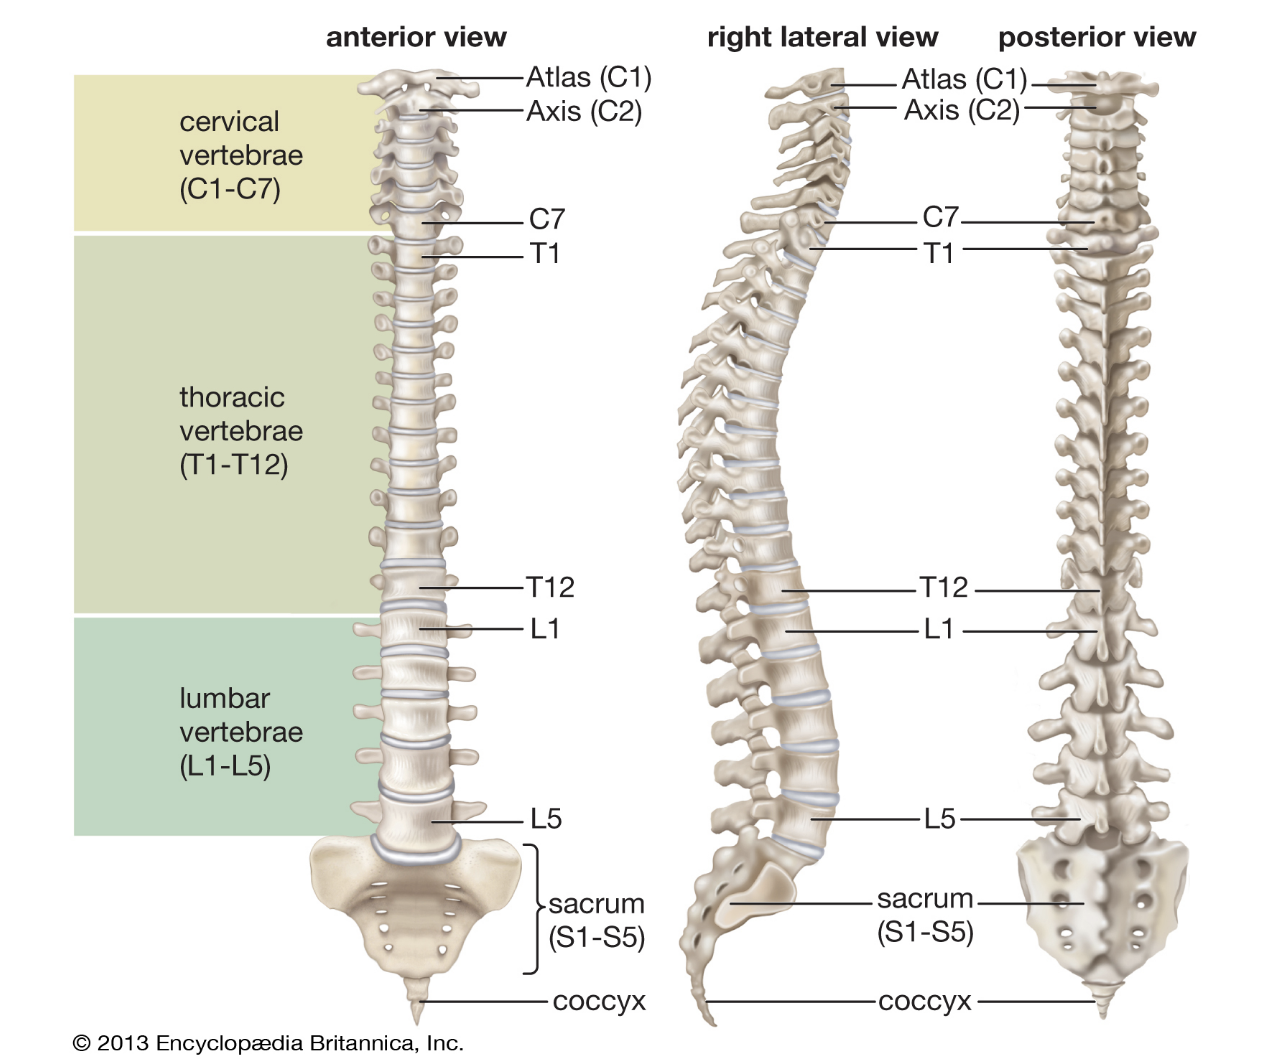 anterior view
right lateral view
posterior view
cervical
vertebrae
(C1-C7)
thoracic
vertebrae
(T1-T12)
lumbar
vertebrae
(L1-L5)
Atlas (C1)
Axis (C2)
C7
T1
T12
L1
L5
sacrum
(S1-S5)
coccyx
Atlas (C1)
Axis (C2)
C7
T1
T12
L1
L5
sacrum
(S1-S5)
coccyx
© 2013 Encyclopædia Britannica, Inc.